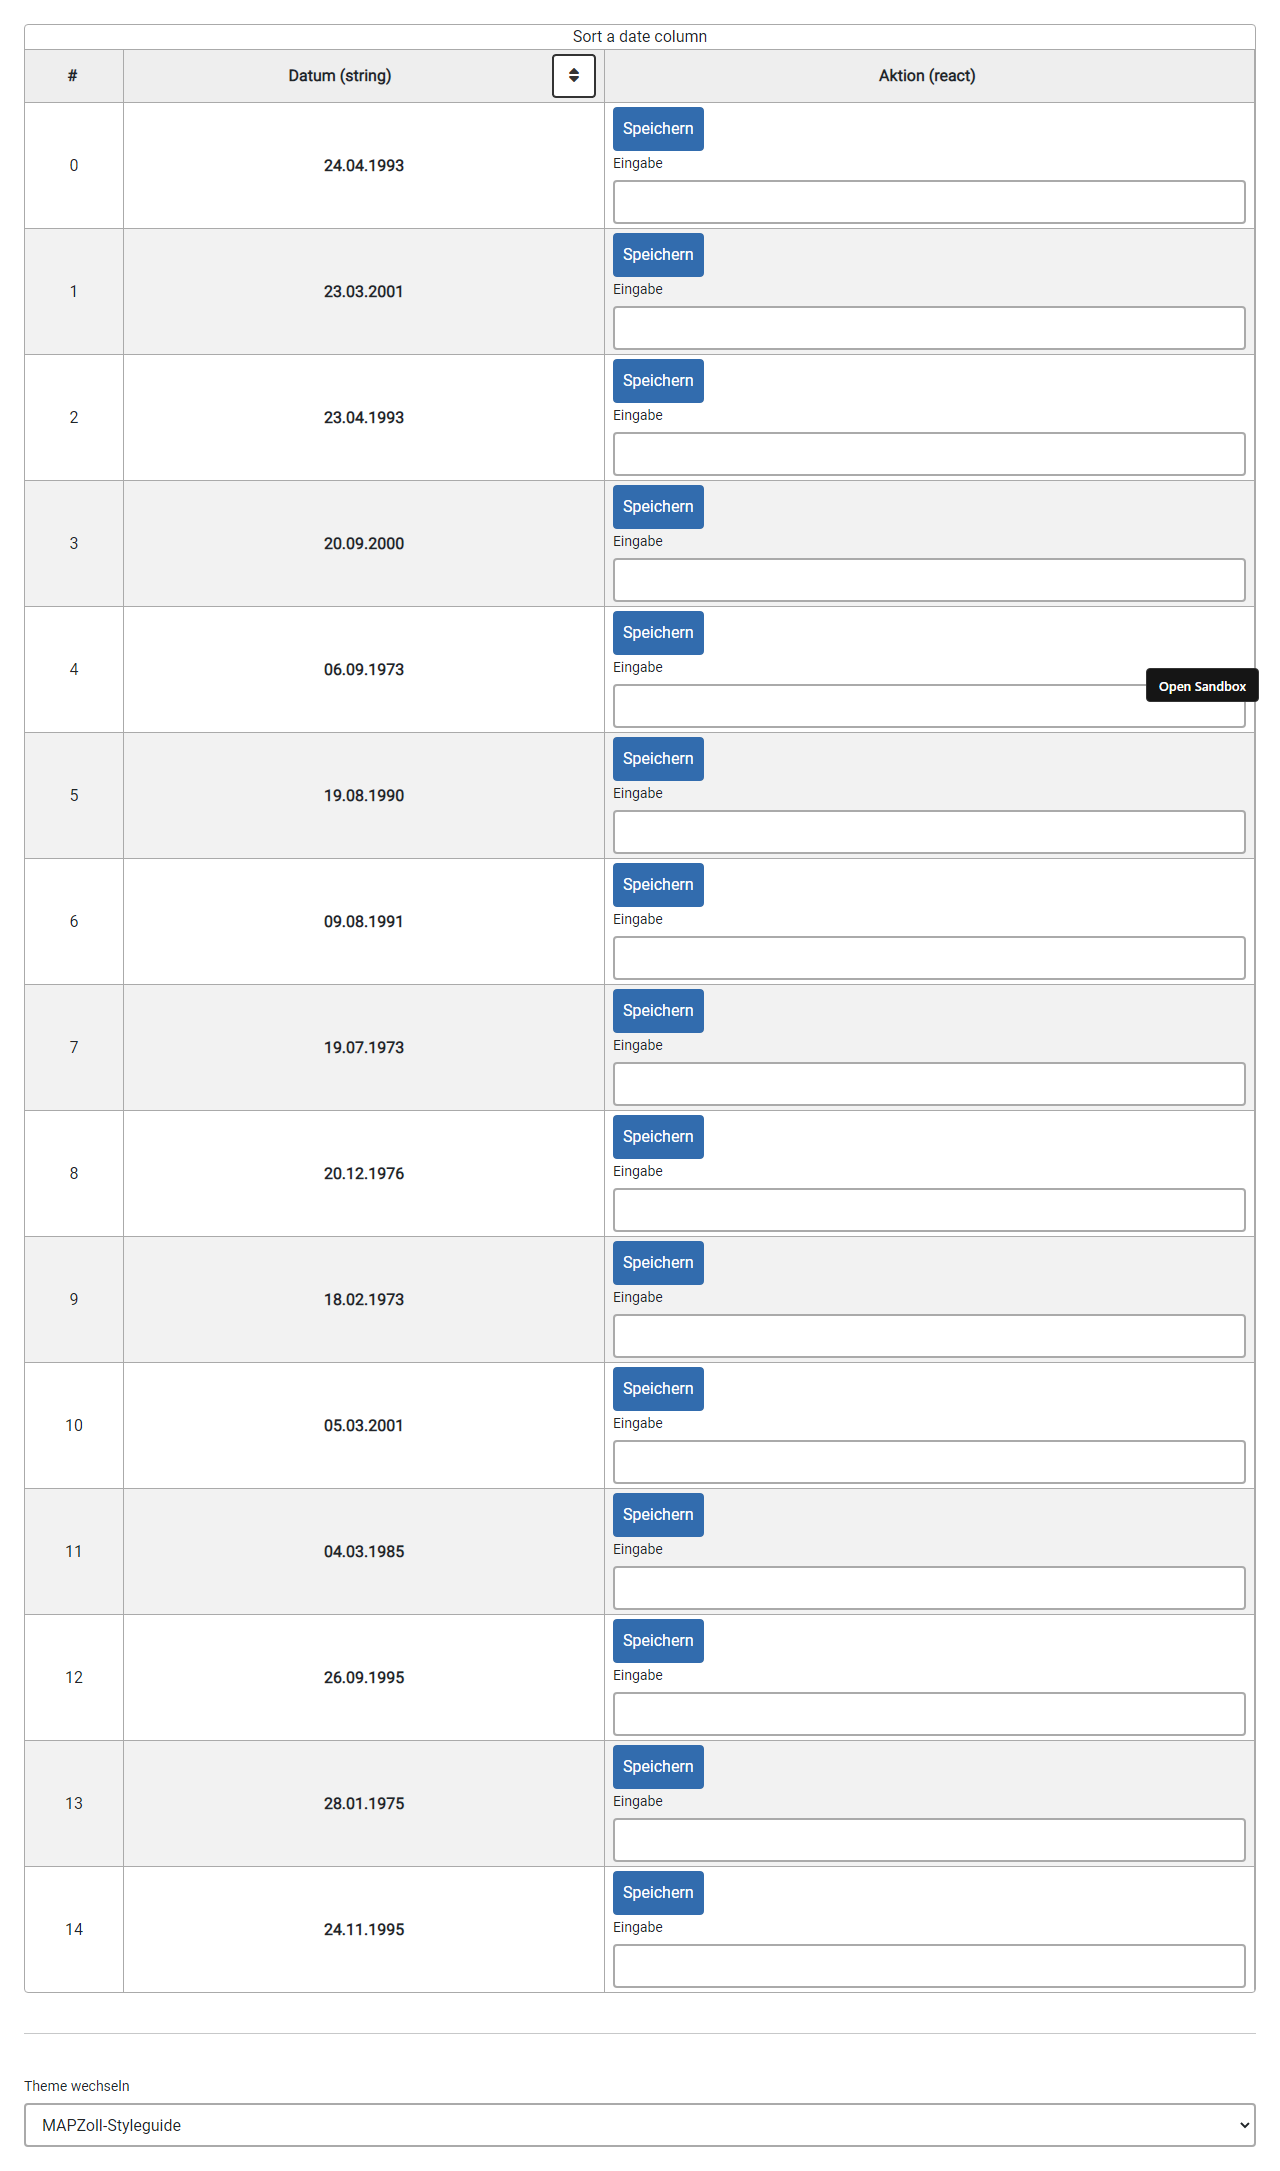 Sort a date column
# Datum (string) Aktion (react)
Speichern
0 24.04.1993 Eingabe
Speichern
1 23.03.2001 Eingabe
Speichern
2 23.04.1993 Eingabe
Speichern
3 20.09.2000 Eingabe
Speichern
4 06.09.1973 Eingabe
Open Sandbox
Speichern
5 19.08.1990 Eingabe
Speichern
6 09.08.1991 Eingabe
Speichern
7 19.07.1973 Eingabe
Speichern
8 20.12.1976 Eingabe
Speichern
9 18.02.1973 Eingabe
Speichern
10 05.03.2001 Eingabe
Speichern
11 04.03.1985 Eingabe
Speichern
12 26.09.1995 Eingabe
Speichern
13 28.01.1975 Eingabe
Speichern
14 24.11.1995 Eingabe
Theme wechseln
MAPZoll-Styleguide